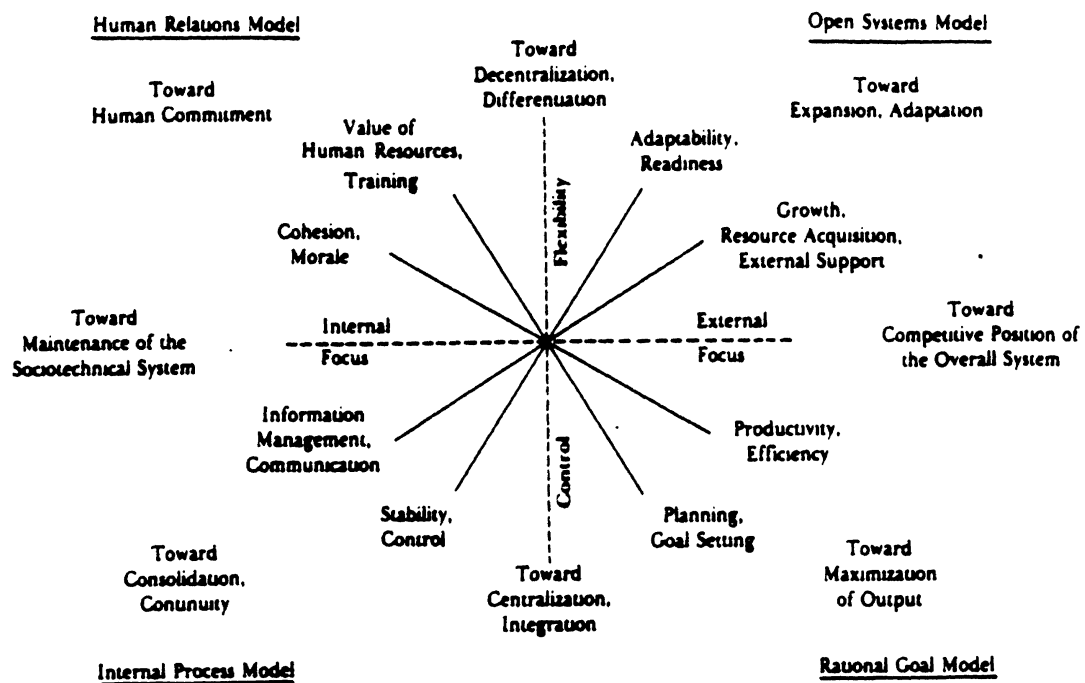 Human Relations Model
Open Systems Model
Toward
Decentralization,
Differentiation
Toward
Human Commitment
Toward
Expansion, Adaptation
Value of
Human Resources,
Training
Adaptability,
Readiness
Flexibility
Cohesion,
Morale
Growth,
Resource Acquisition,
External Support
Toward
Maintenance of the
Sociotechnical System
Internal
Focus
External
Focus
Toward
Competitive Position of
the Overall System
Information
Management,
Communication
Productivity,
Efficiency
Control
Stability,
Control
Planning,
Goal Setting
Toward
Consolidation,
Continuity
Toward
Centralization,
Integration
Toward
Maximization
of Output
Internal Process Model
Rational Goal Model